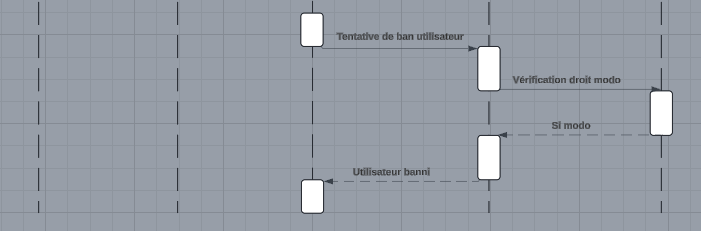 Tentative de ban utilisateur
Vérification droit modo
Si modo
Utilisateur banni